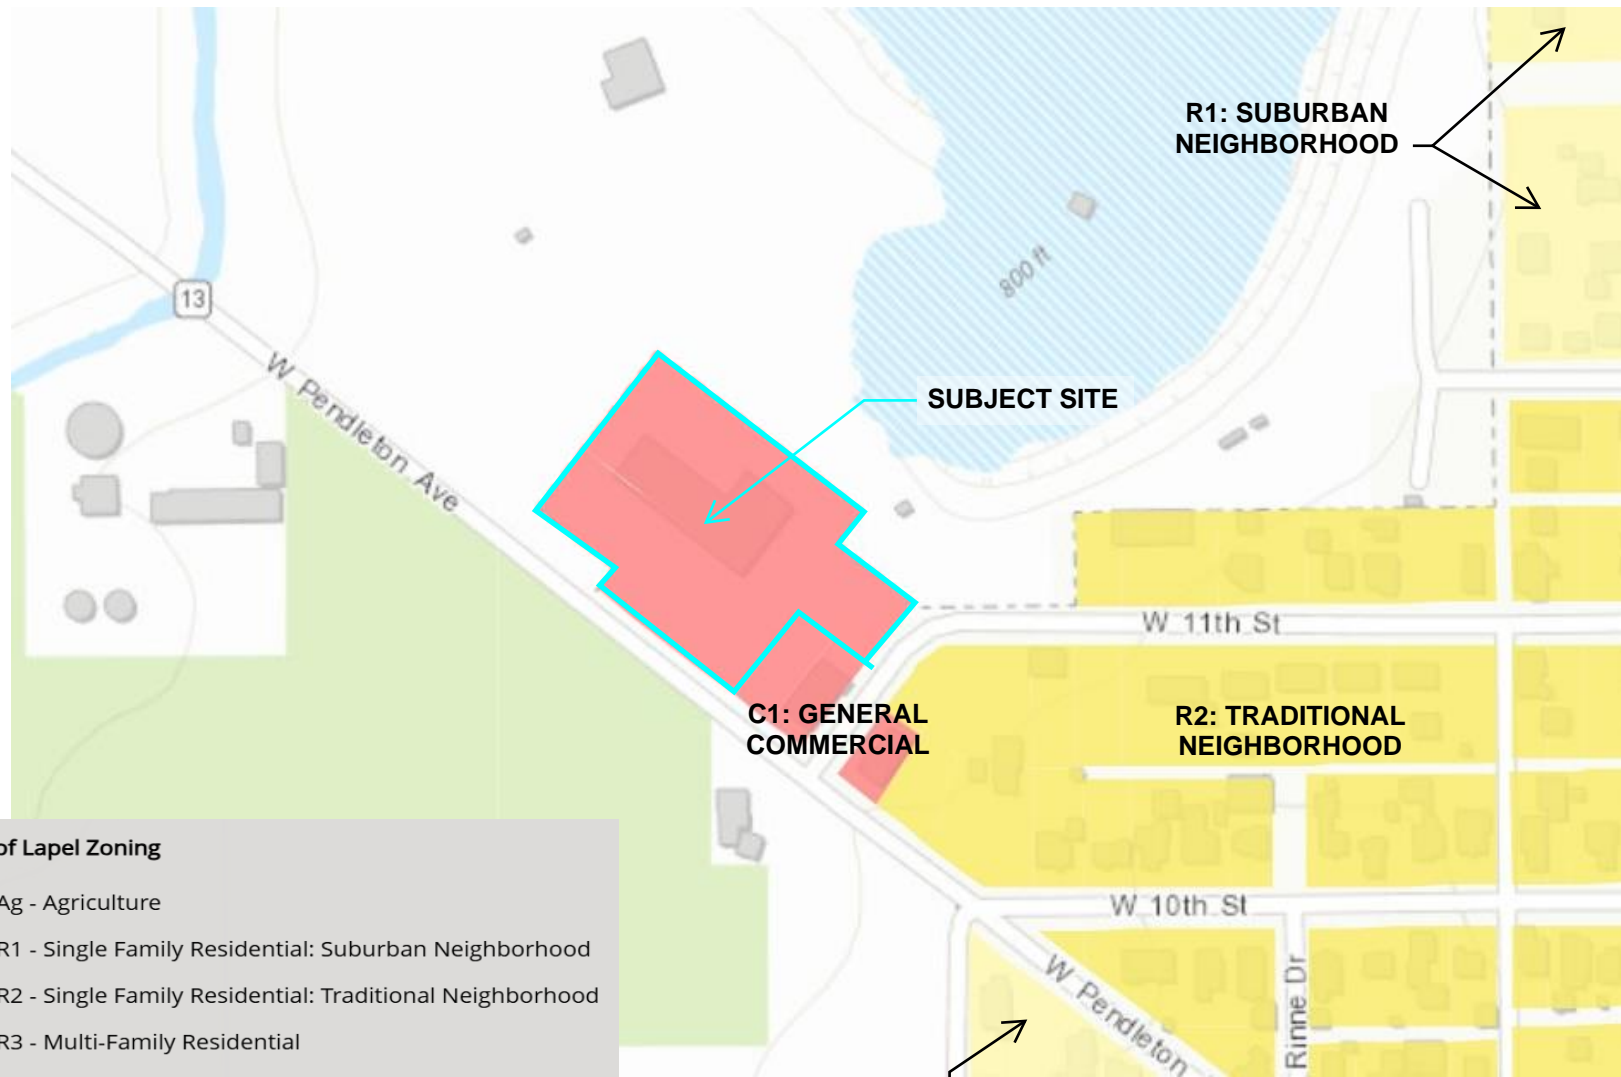 R1: SUBURBAN
NEIGHBORHOOD
800 ft
13
W Pendleton Ave
SUBJECT SITE
W 11th St
C1: GENERAL
COMMERCIAL
R2: TRADITIONAL
NEIGHBORHOOD
W 10th St
W Pendleton
Rinne Dr
of Lapel Zoning
Ag - Agriculture
R1 - Single Family Residential: Suburban Neighborhood
R2 - Single Family Residential: Traditional Neighborhood
R3 - Multi-Family Residential